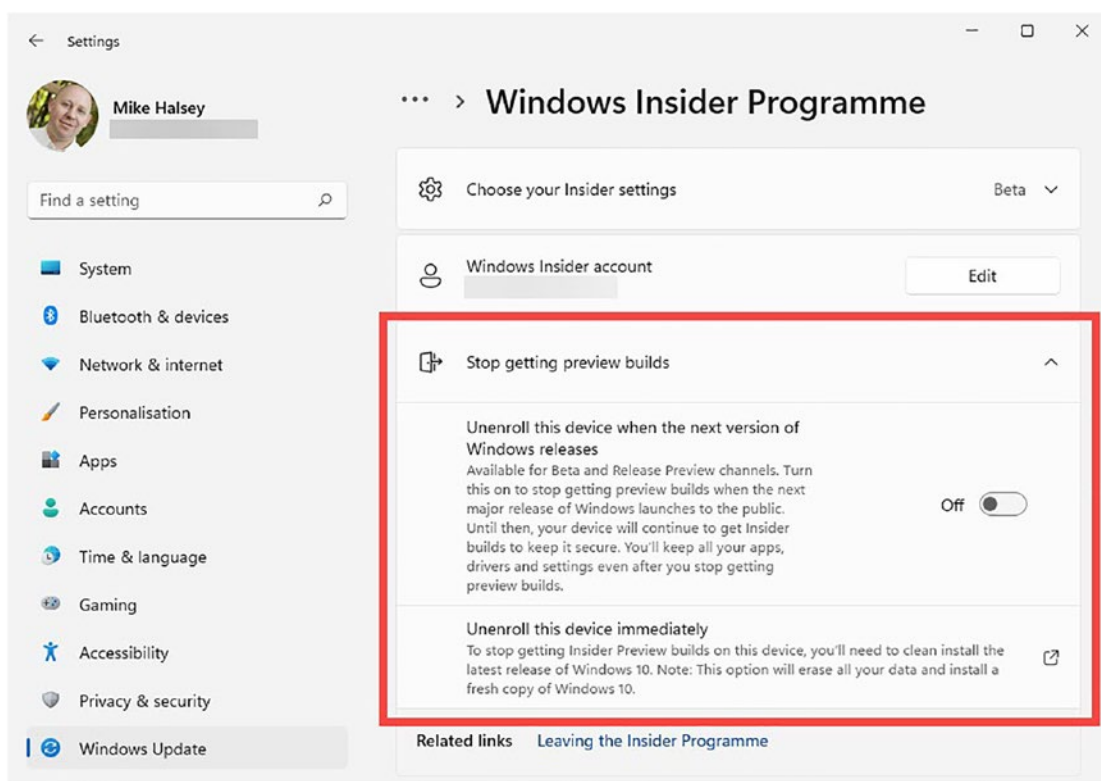 Settings
Mike Halsey
Find a setting
System
Bluetooth & devices
Network & internet
Personalisation
Apps
Accounts
Time & language
Gaming
Accessibility
Privacy & security
Windows Update
Windows Insider Programme
Choose your Insider settings
Beta
Windows Insider account
Edit
Stop getting preview builds
Unenroll this device when the next version of
Windows releases
Available for Beta and Release Preview channels. Turn
this on to stop getting preview builds when the next
major release of Windows launches to the public.
Until then, your device will continue to get Insider
builds to keep it secure. You'll keep all your apps,
drivers and settings even after you stop getting
preview builds.
Off
Unenroll this device immediately
To stop getting Insider Preview builds on this device, you'll need to clean install the
latest release of Windows 10. Note: This option will erase all your data and install a
fresh copy of Windows 10.
Related links Leaving the Insider Programme